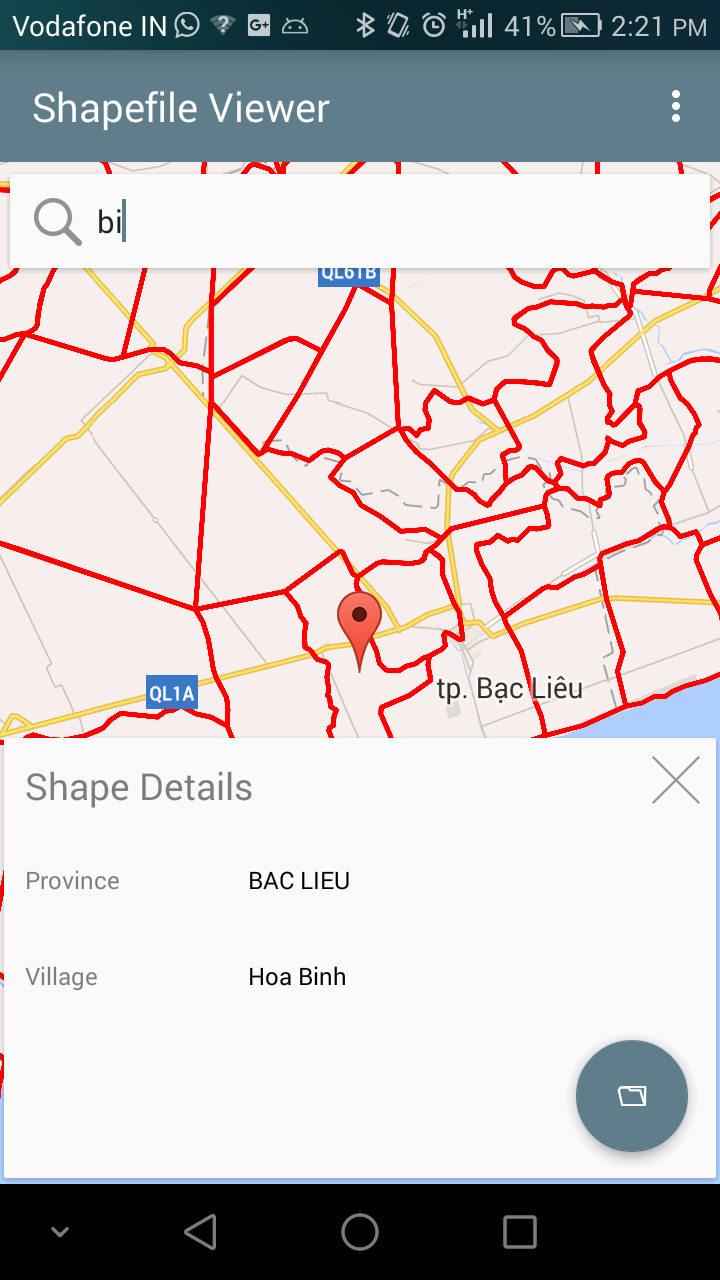 Vodafone IN G+ H+ 41% 2:21 PM
Shapefile Viewer
bi
QL61B
QL1A
tp. Bạc Liêu
Shape Details
Province BAC LIEU
Village Hoa Binh